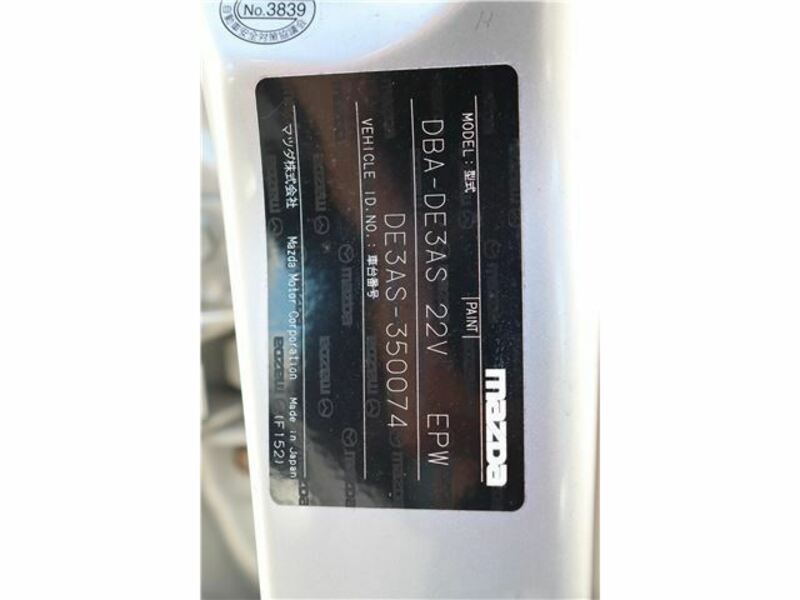 No.3839
mazda
MODEL:型式 |PAINT|
DBA-DE3AS 22V EPW
VEHICLE ID.NO.:車台番号
DE3AS-350074
マツダ株式会社 Mazda Motor Corporation Made in Japan
(F152)